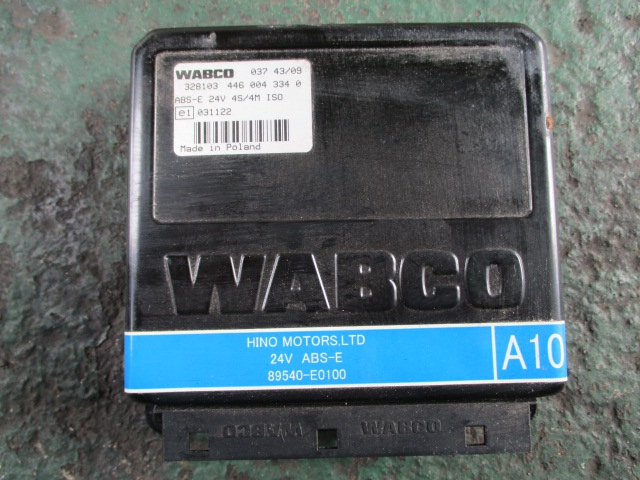 WABCO 037 43/09
328103 446 004 334 0
ABS-E 24V 4S/4M ISO
e1 031122
Made in Poland
WABCO
HINO MOTORS,LTD
24V ABS-E
89540-E0100
A10
WABCO